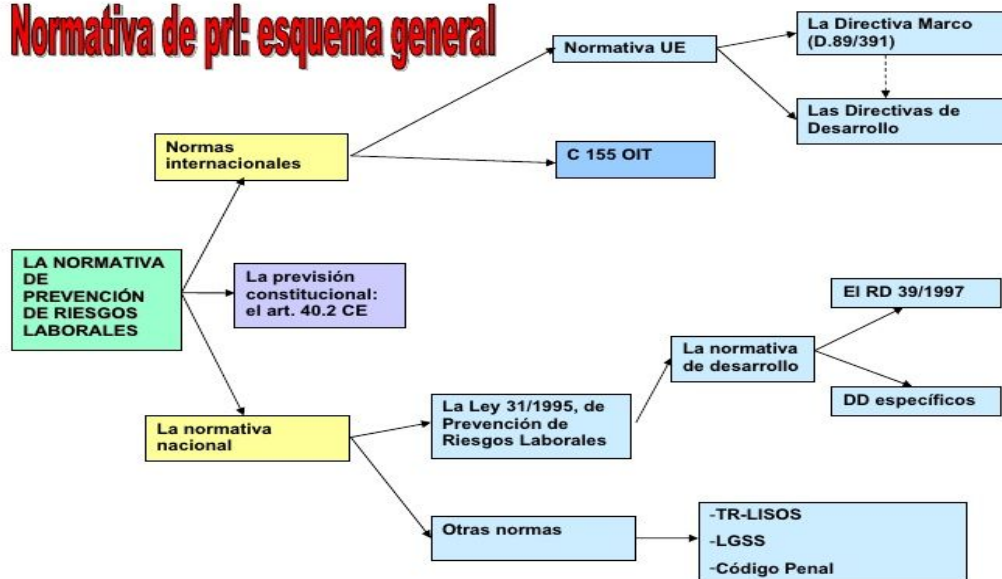 Normativa de prl: esquema general
Normativa UE
La Directiva Marco
(D.89/391)
Las Directivas de
Desarrollo
Normas
internacionales
C 155 OIT
LA NORMATIVA
DE
PREVENCIÓN
DE RIESGOS
LABORALES
La previsión
constitucional:
el art. 40.2 CE
El RD 39/1997
La normativa
de desarrollo
DD específicos
La Ley 31/1995, de
Prevención de
Riesgos Laborales
La normativa
nacional
Otras normas
-TR-LISOS
-LGSS
-Código Penal